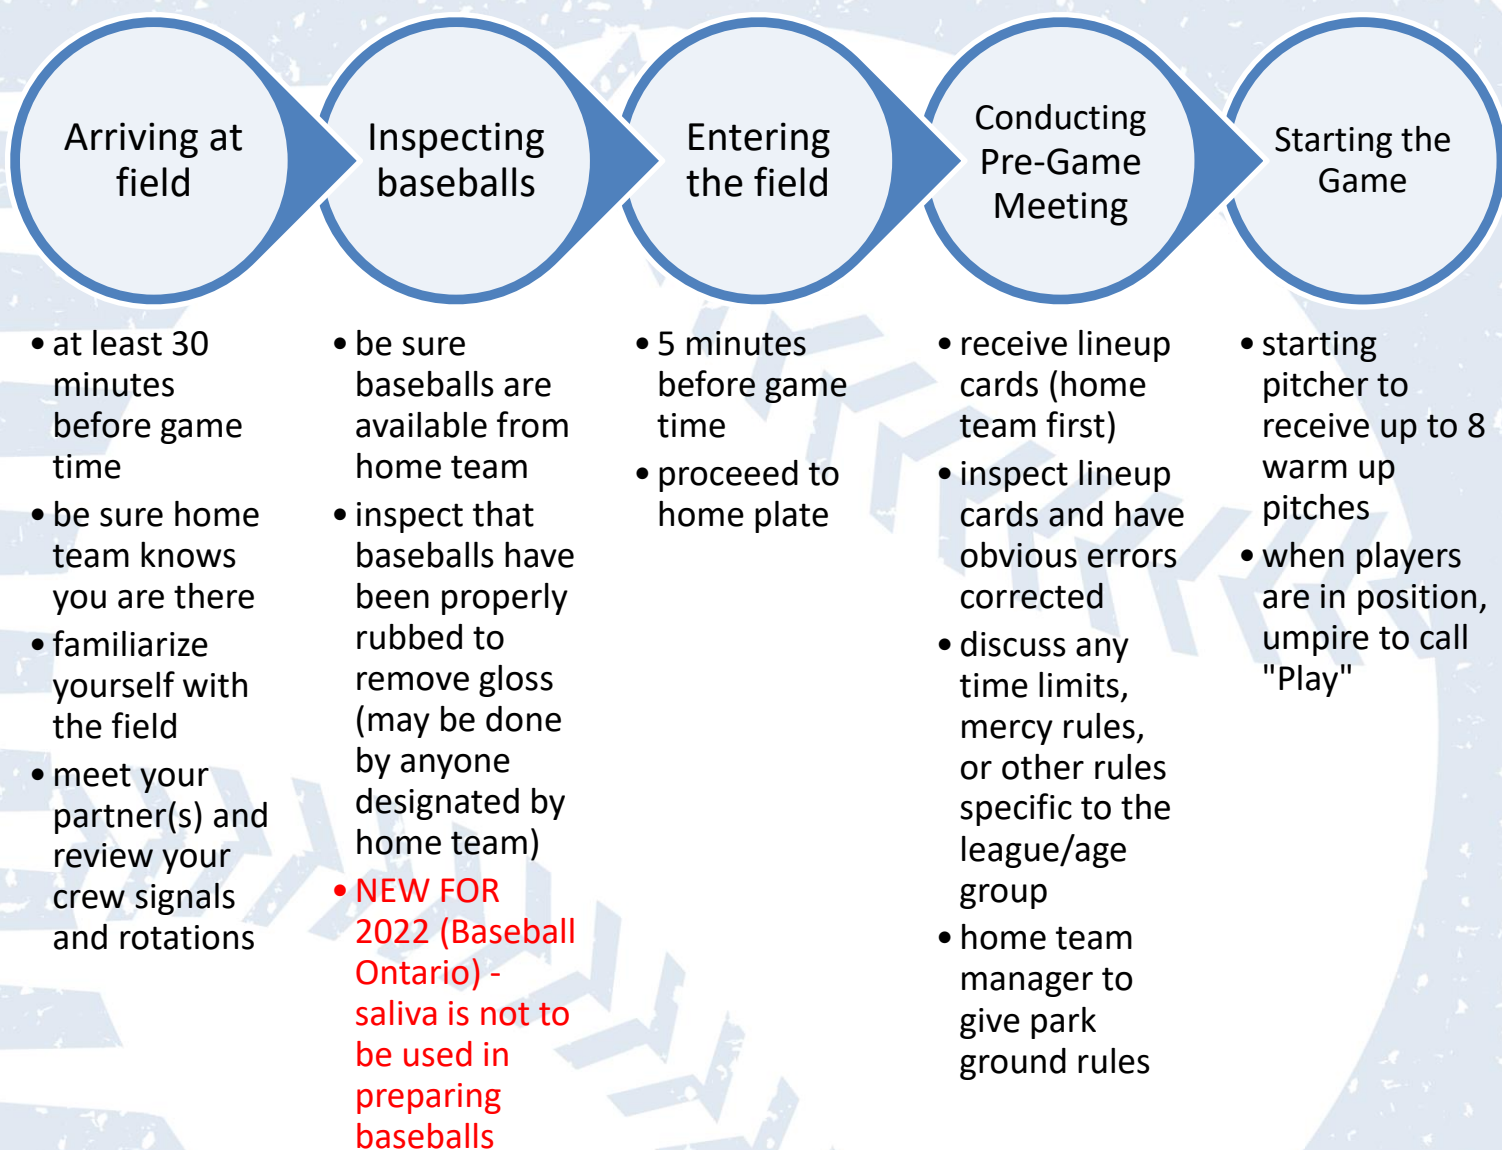 Arriving at
field
Inspecting
baseballs
Entering
the field
Conducting
Pre-Game
Meeting
Starting the
Game
• at least 30
minutes
before game
time
• be sure home
team knows
you are there
• familiarize
yourself with
the field
• meet your
partner(s) and
review your
crew signals
and rotations
• be sure
baseballs are
available from
home team
• inspect that
baseballs have
been properly
rubbed to
remove gloss
(may be done
by anyone
designated by
home team)
• NEW FOR
2022 (Baseball
Ontario) -
saliva is not to
be used in
preparing
baseballs
• 5 minutes
before game
time
• proceeed to
home plate
• receive lineup
cards (home
team first)
• inspect lineup
cards and have
obvious errors
corrected
• discuss any
time limits,
mercy rules,
or other rules
specific to the
league/age
group
• home team
manager to
give park
ground rules
• starting
pitcher to
receive up to 8
warm up
pitches
• when players
are in position,
umpire to call
"Play"